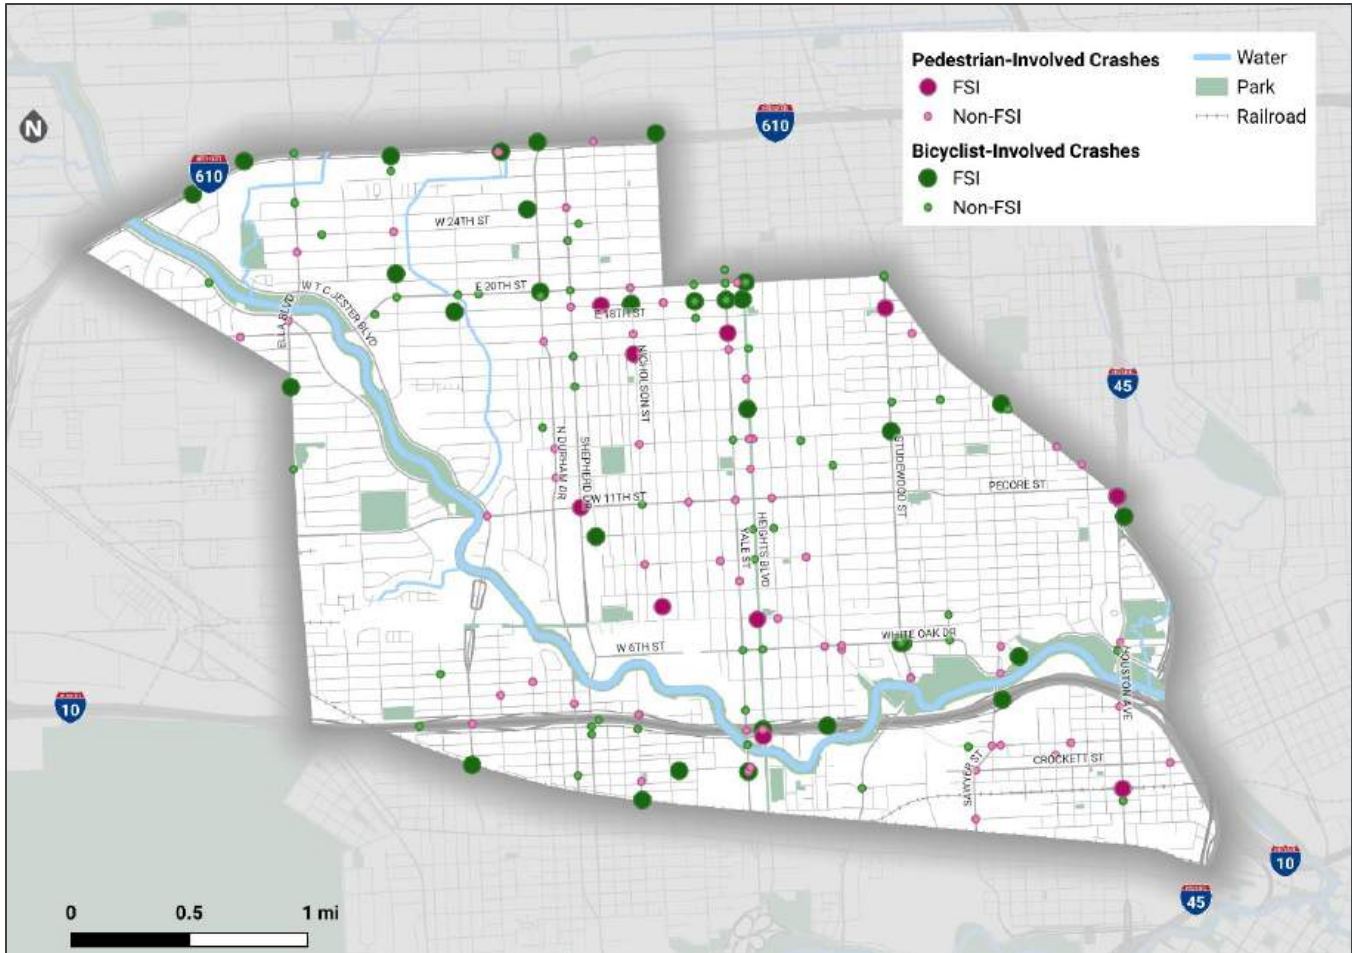 Pedestrian-Involved Crashes
FSI
Non-FSI
Bicyclist-Involved Crashes
FSI
Non-FSI
Water
Park
Railroad
N
610
610
W 24TH ST
E 20TH ST
W T C JESTER BLVD
ELLA BLVD
E 18TH ST
NICHOLSON ST
45
N DURHAM DR
SHEPHERD DR
STUDEWOOD ST
W 11TH ST
PECORE ST
YALE ST
HEIGHTS BLVD
WHITE OAK DR
W 6TH ST
HOUSTON AVE
10
SAWYER ST
CROCKETT ST
10
45
0 0.5 1 mi